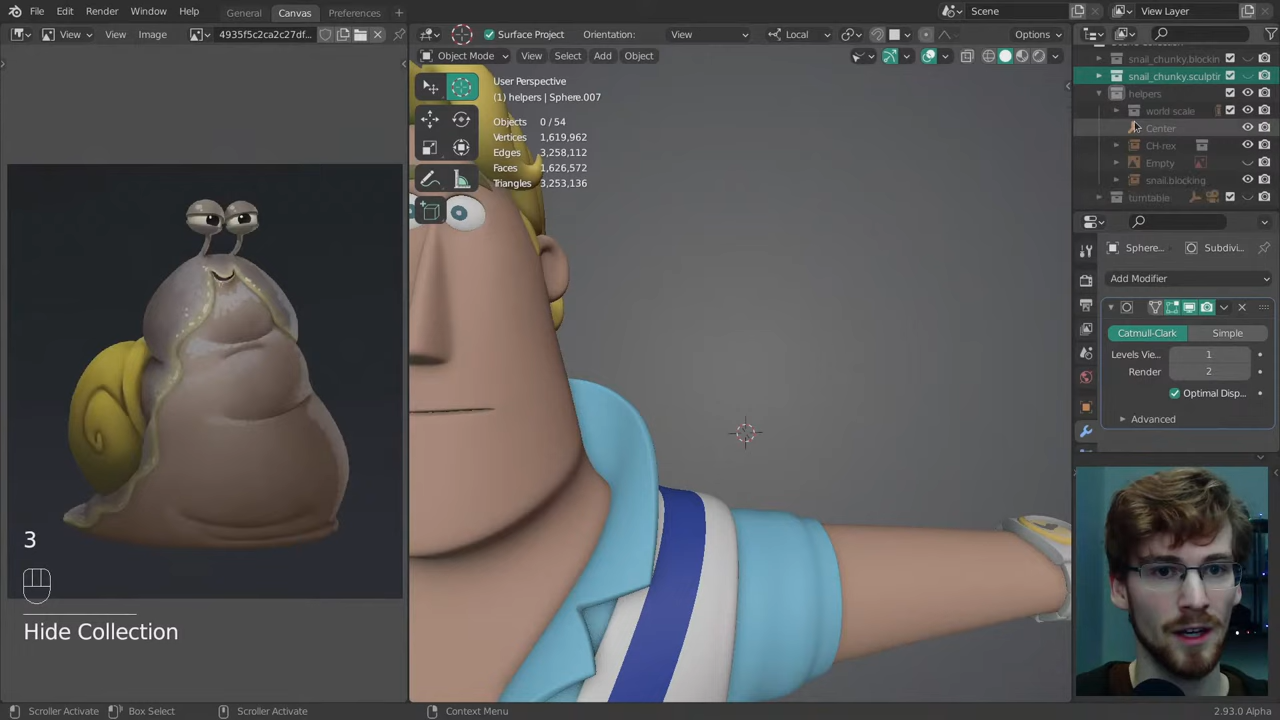 File Edit Render Window Help General Canvas Preferences + Scene View Layer
View View Image 4935f5c2ca2c27df... Surface Project Orientation: View Local Options
Object Mode View Select Add Object
User Perspective
(1) helpers | Sphere.007
Objects 0 / 54
Vertices 1,619,962
Edges 3,258,112
Faces 1,626,572
Triangles 3,253,136
snail_chunky.blockin
snail_chunky.sculptir
helpers
world scale
Center
CH-rex
Empty
snail.blocking
turntable
Sphere... Subdivi...
Add Modifier
Catmull-Clark Simple
Levels Vie... 1
Render 2
Optimal Disp...
Advanced
3
Hide Collection
Scroller Activate Box Select Scroller Activate Context Menu 2.93.0 Alpha